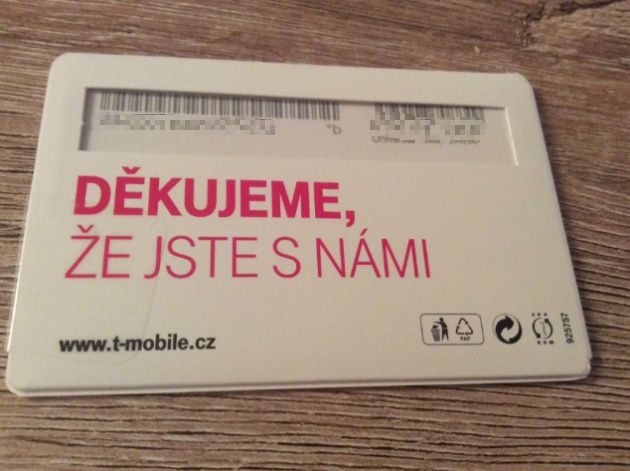 DĚKUJEME,
ŽE JSTE S NÁMI
www.t-mobile.cz
PAP
925757